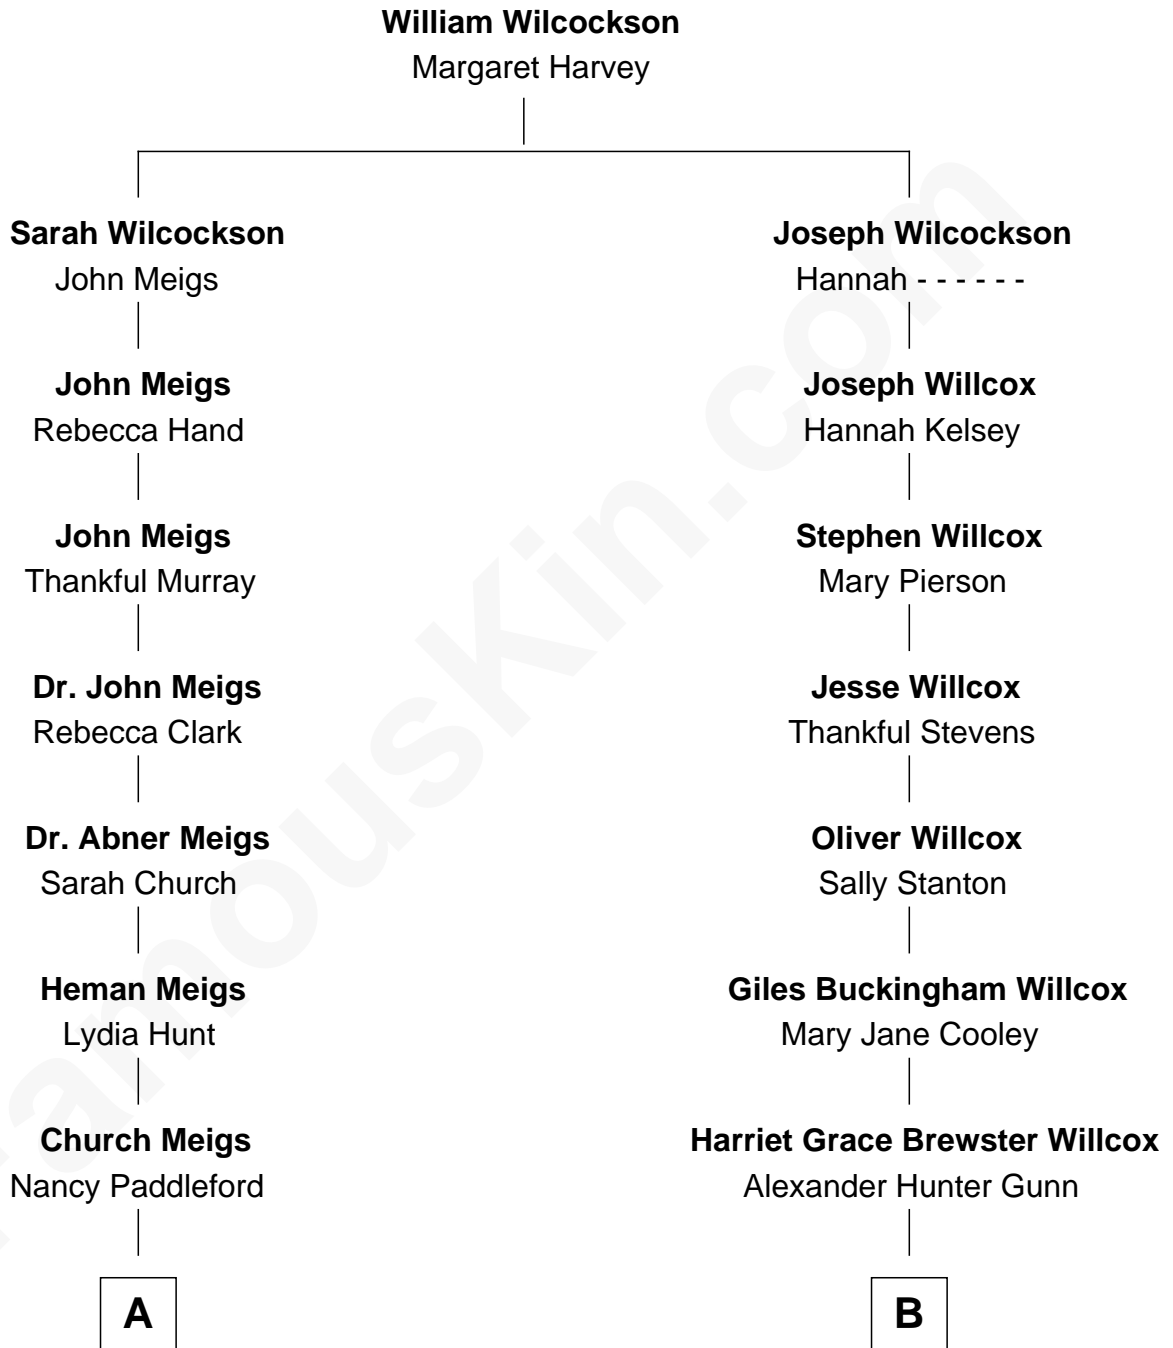 William Wilcockson
Margaret Harvey
Sarah Wilcockson
John Meigs
Joseph Wilcockson
Hannah - - - - - -
John Meigs
Rebecca Hand
Joseph Willcox
Hannah Kelsey
John Meigs
Thankful Murray
Stephen Willcox
Mary Pierson
Dr. John Meigs
Rebecca Clark
Jesse Willcox
Thankful Stevens
Dr. Abner Meigs
Sarah Church
Oliver Willcox
Sally Stanton
Heman Meigs
Lydia Hunt
Giles Buckingham Willcox
Mary Jane Cooley
Church Meigs
Nancy Paddleford
Harriet Grace Brewster Willcox
Alexander Hunter Gunn
A
B
FamousKin.com